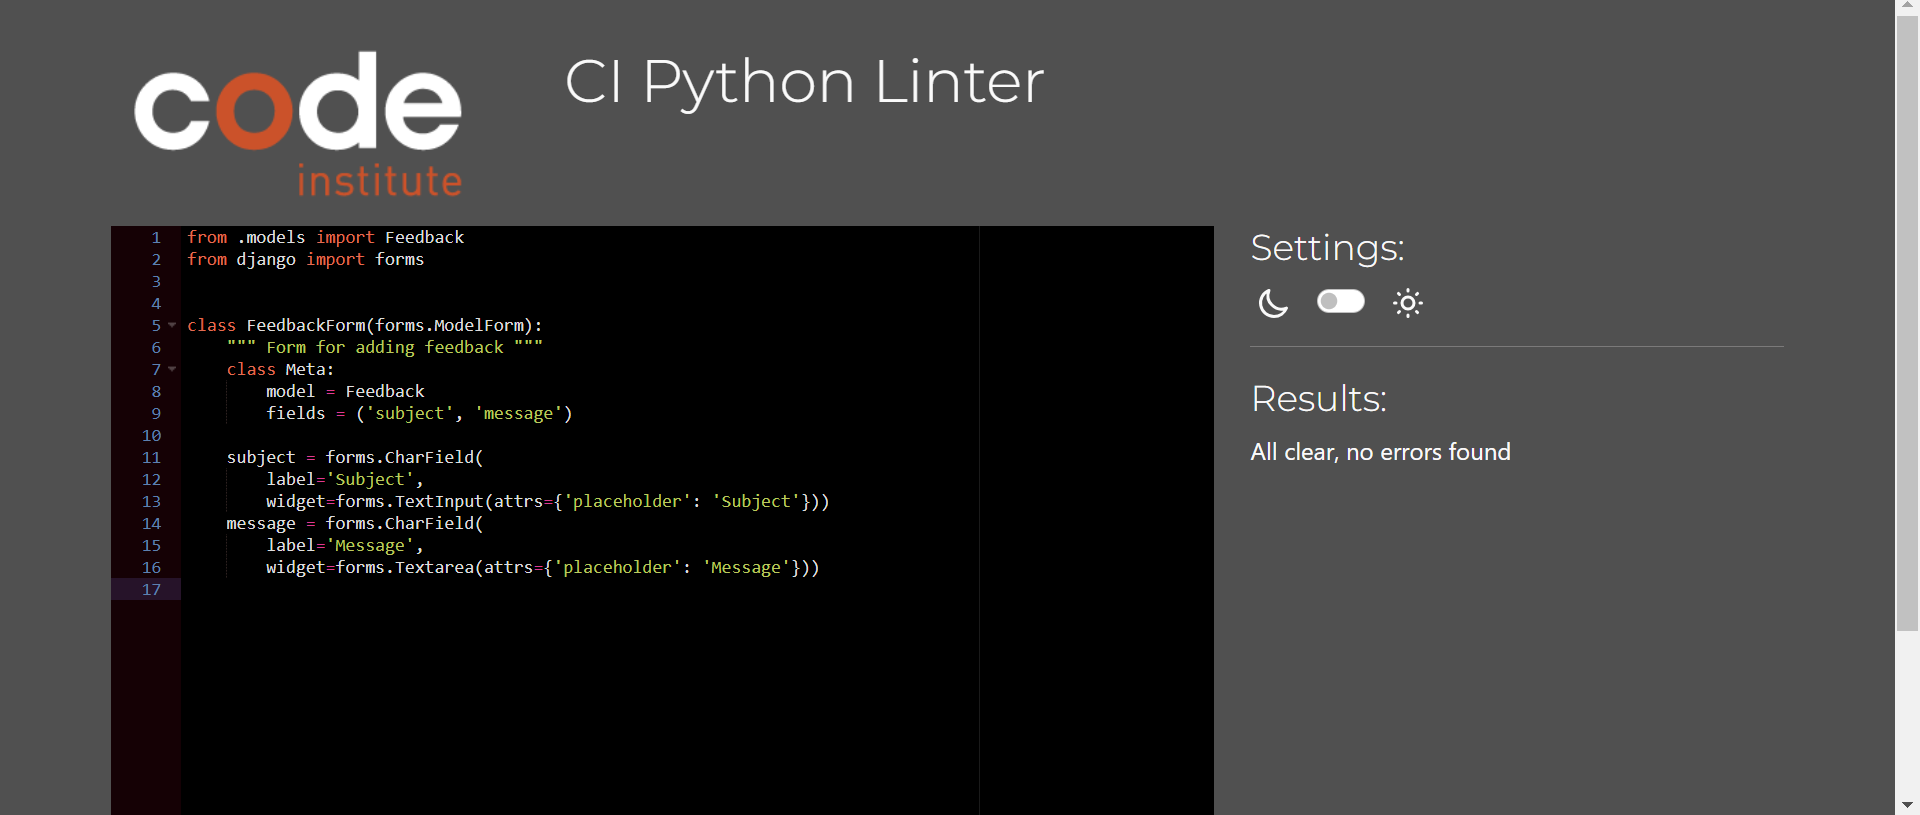 code
institute
CI Python Linter
1 from .models import Feedback
2 from django import forms
3
4
5 class FeedbackForm(forms.ModelForm):
6     """ Form for adding feedback """
7     class Meta:
8         model = Feedback
9         fields = ('subject', 'message')
10
11     subject = forms.CharField(
12         label='Subject',
13         widget=forms.TextInput(attrs={'placeholder': 'Subject'}))
14     message = forms.CharField(
15         label='Message',
16         widget=forms.Textarea(attrs={'placeholder': 'Message'}))
17
Settings:
Results:
All clear, no errors found